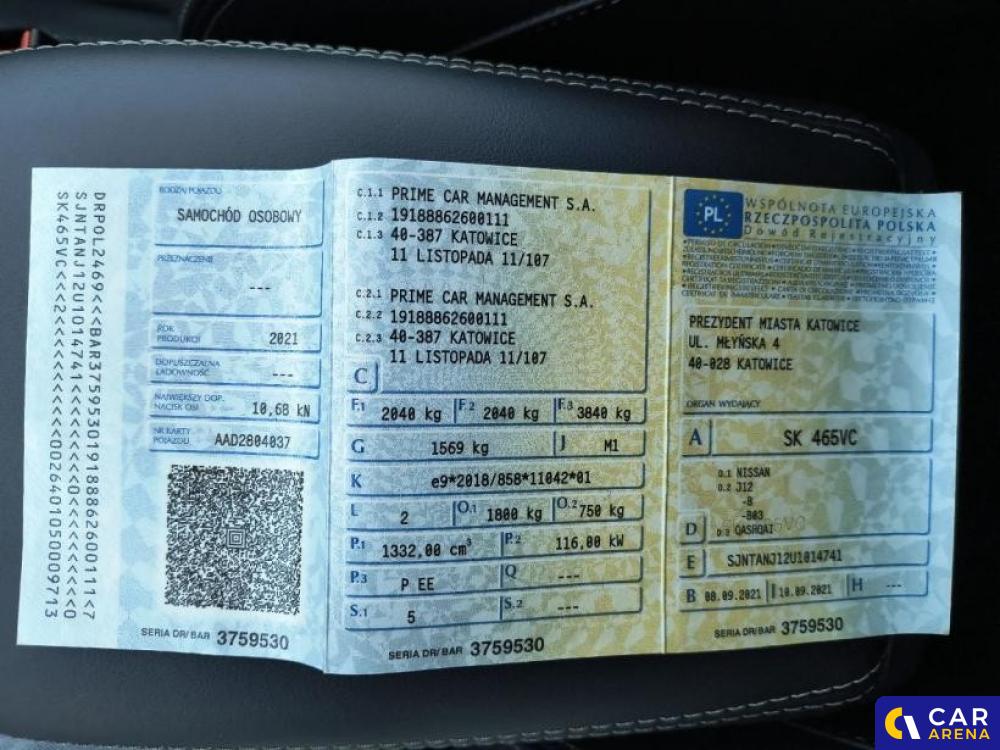 DRPOL2469<<BAR375953019188862600111<7
SJNTANJ12U1014741<<<<<<0<<<<<<<<<<0
SK465VC<<2<<<<<<<<<<<<0026401050009713
RODZAJ POJAZDU
SAMOCHÓD OSOBOWY
PRZEZNACZENIE
---
ROK
PRODUKCJI 2021
DOPUSZCZALNA
ŁADOWNOŚĆ ---
NAJWIĘKSZY DOP.
NACISK OSI 10,68 kN
NR KARTY
POJAZDU AAD2804037
SERIA DR/BAR 3759530
C.1.1 PRIME CAR MANAGEMENT S.A.
C.1.2 19188862600111
C.1.3 40-387 KATOWICE
11 LISTOPADA 11/107
C.2.1 PRIME CAR MANAGEMENT S.A.
C.2.2 19188862600111
C.2.3 40-387 KATOWICE
11 LISTOPADA 11/107
C
F.1 2040 kg F.2 2040 kg F.3 3840 kg
G 1569 kg J M1
K e9*2018/858*11042*01
L 2 O.1 1800 kg O.2 750 kg
P.1 1332,00 cm³ P.2 116,00 kW
P.3 P EE Q ---
S.1 5 S.2 ---
SERIA DR/BAR 3759530
PL
WSPÓLNOTA EUROPEJSKA
RZECZPOSPOLITA POLSKA
Dowód Rejestracyjny
PREZYDENT MIASTA KATOWICE
UL. MŁYŃSKA 4
40-028 KATOWICE
ORGAN WYDAJĄCY
A SK 465VC
D.1 NISSAN
D.2 J12
-B
-B03
D D.3 QASHQAI
E SJNTANJ12U1014741
B 08.09.2021 I 10.09.2021 H ---
SERIA DR/BAR 3759530
CAR
ARENA